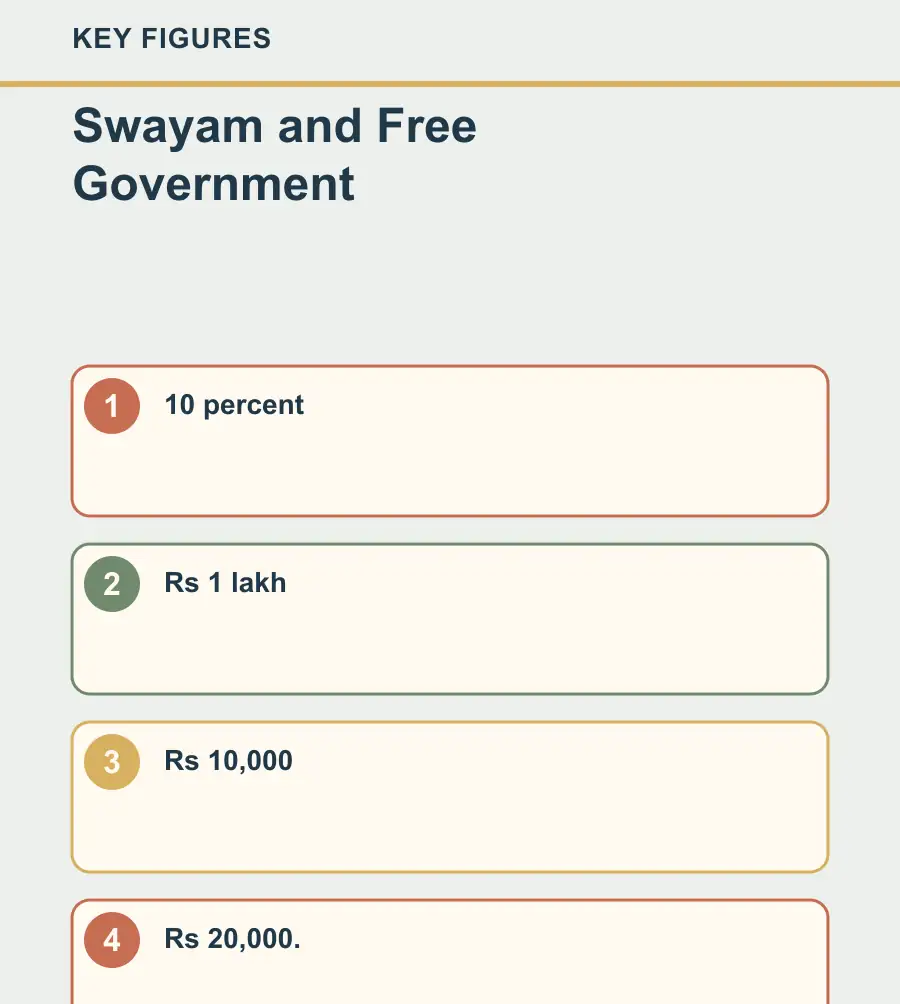 KEY FIGURES
Swayam and Free
Government
1
10 percent
2
Rs 1 lakh
3
Rs 10,000
4
Rs 20,000.